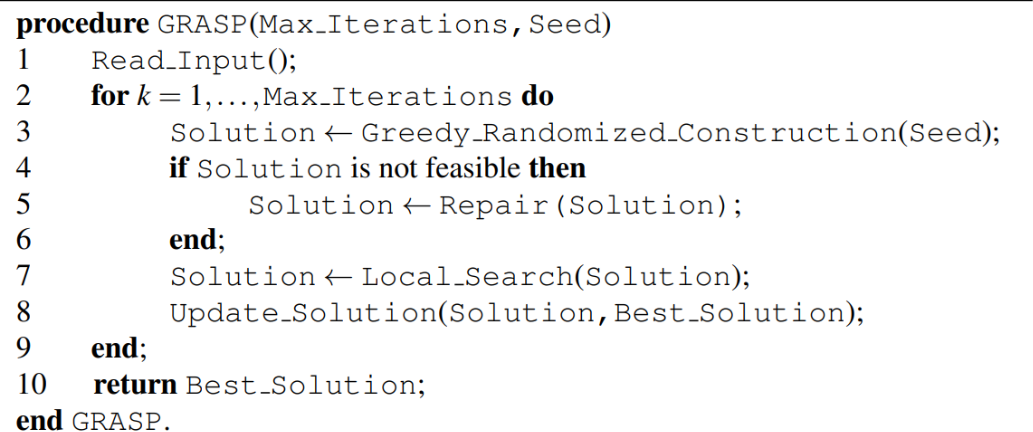 procedure GRASP(Max_Iterations,Seed)
1 Read_Input();
2 for k = 1,...,Max_Iterations do
3 Solution ← Greedy_Randomized_Construction(Seed);
4 if Solution is not feasible then
5 Solution ← Repair(Solution);
6 end;
7 Solution ← Local_Search(Solution);
8 Update_Solution(Solution,Best_Solution);
9 end;
10 return Best_Solution;
end GRASP.